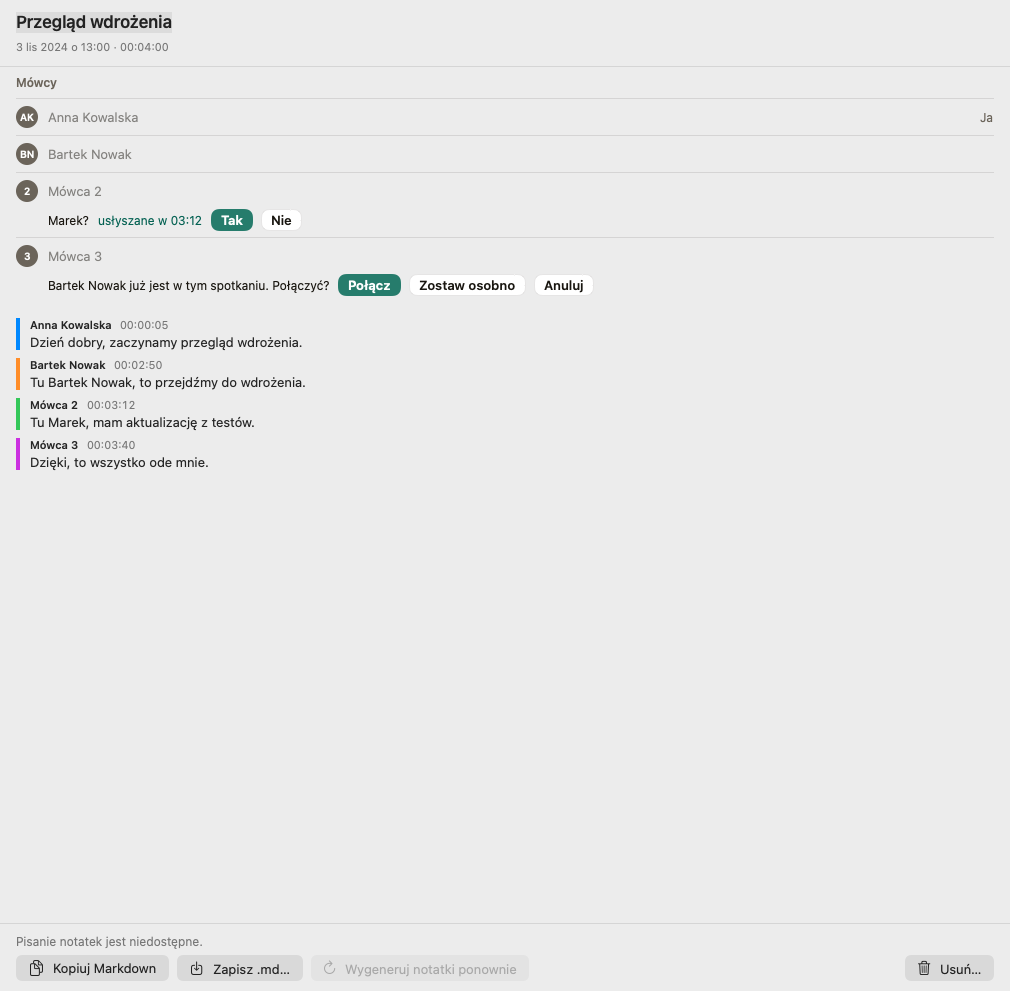 Przegląd wdrożenia
3 lis 2024 o 13:00 · 00:04:00
Mówcy
AK Anna Kowalska Ja
BN Bartek Nowak
2 Mówca 2
Marek? usłyszane w 03:12 Tak Nie
3 Mówca 3
Bartek Nowak już jest w tym spotkaniu. Połączyć? Połącz Zostaw osobno Anuluj
Anna Kowalska 00:00:05
Dzień dobry, zaczynamy przegląd wdrożenia.
Bartek Nowak 00:02:50
Tu Bartek Nowak, to przejdźmy do wdrożenia.
Mówca 2 00:03:12
Tu Marek, mam aktualizację z testów.
Mówca 3 00:03:40
Dzięki, to wszystko ode mnie.
Pisanie notatek jest niedostępne.
Kopiuj Markdown Zapisz .md... Wygeneruj notatki ponownie Usuń...